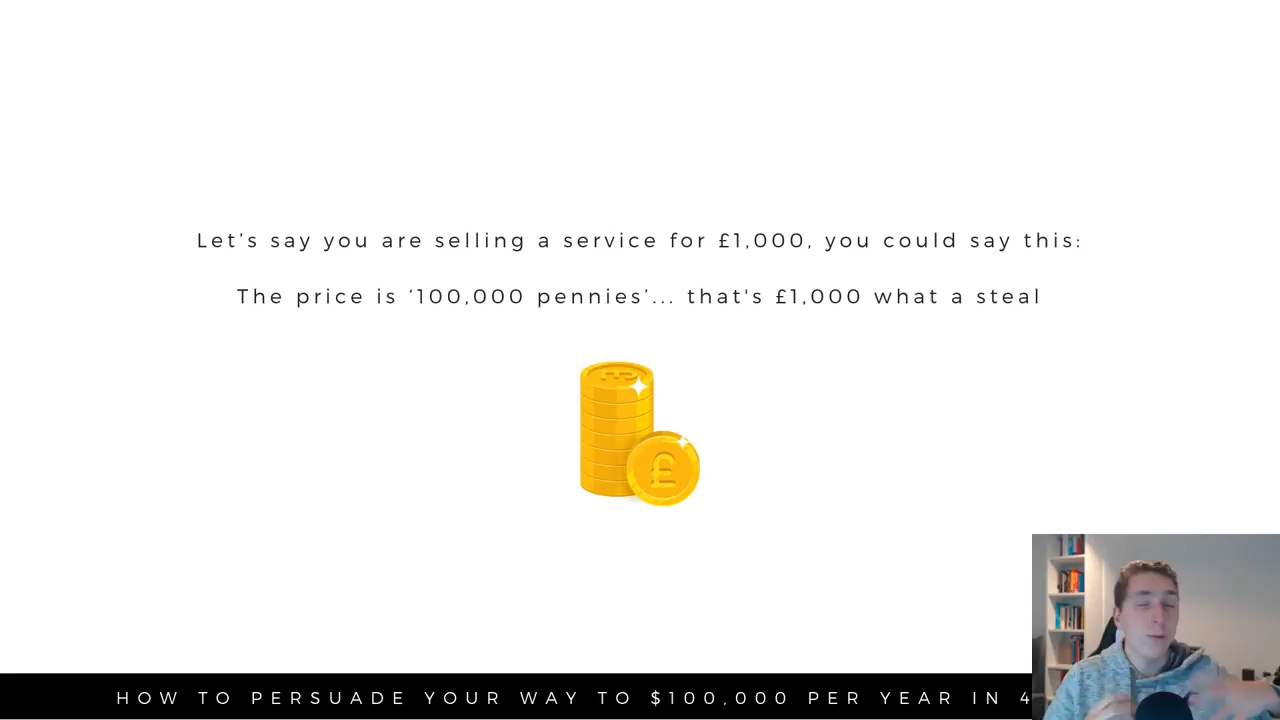 Let’s say you are selling a service for £1,000, you could say this:
The price is ‘100,000 pennies’... that's £1,000 what a steal
£
HOW TO PERSUADE YOUR WAY TO $100,000 PER YEAR IN 4